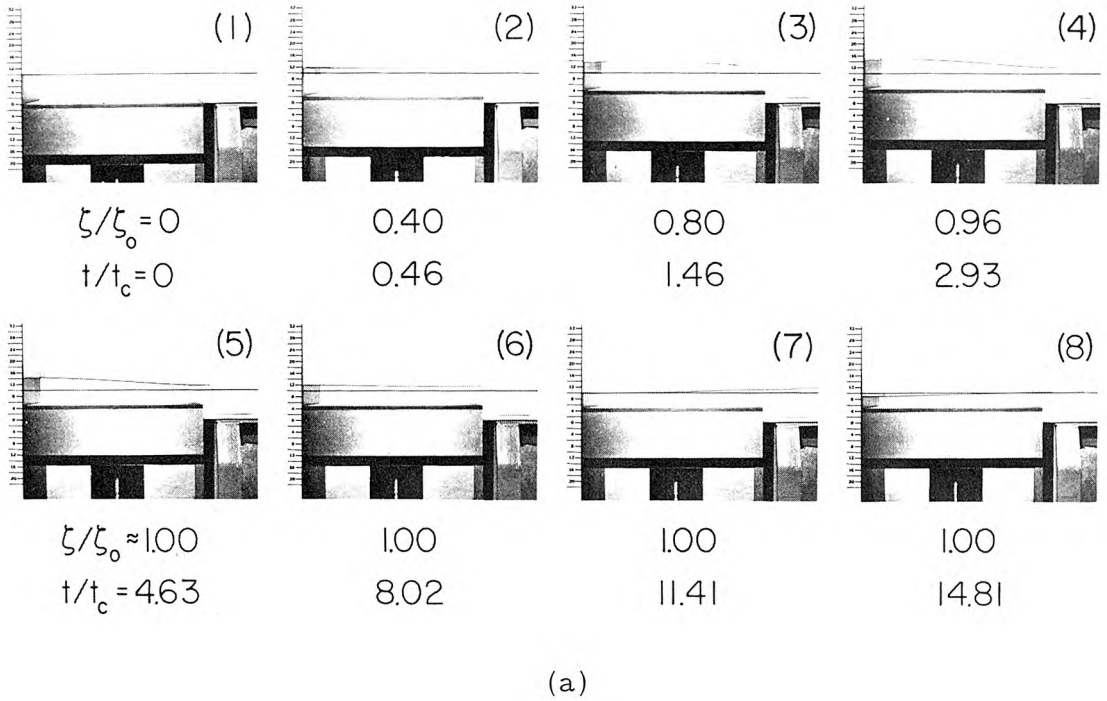 (1) (2) (3) (4)
ζ/ζ₀ = 0 0.40 0.80 0.96
t/t_c = 0 0.46 1.46 2.93
(5) (6) (7) (8)
ζ/ζ₀ ≈ 1.00 1.00 1.00 1.00
t/t_c = 4.63 8.02 11.41 14.81
(a)